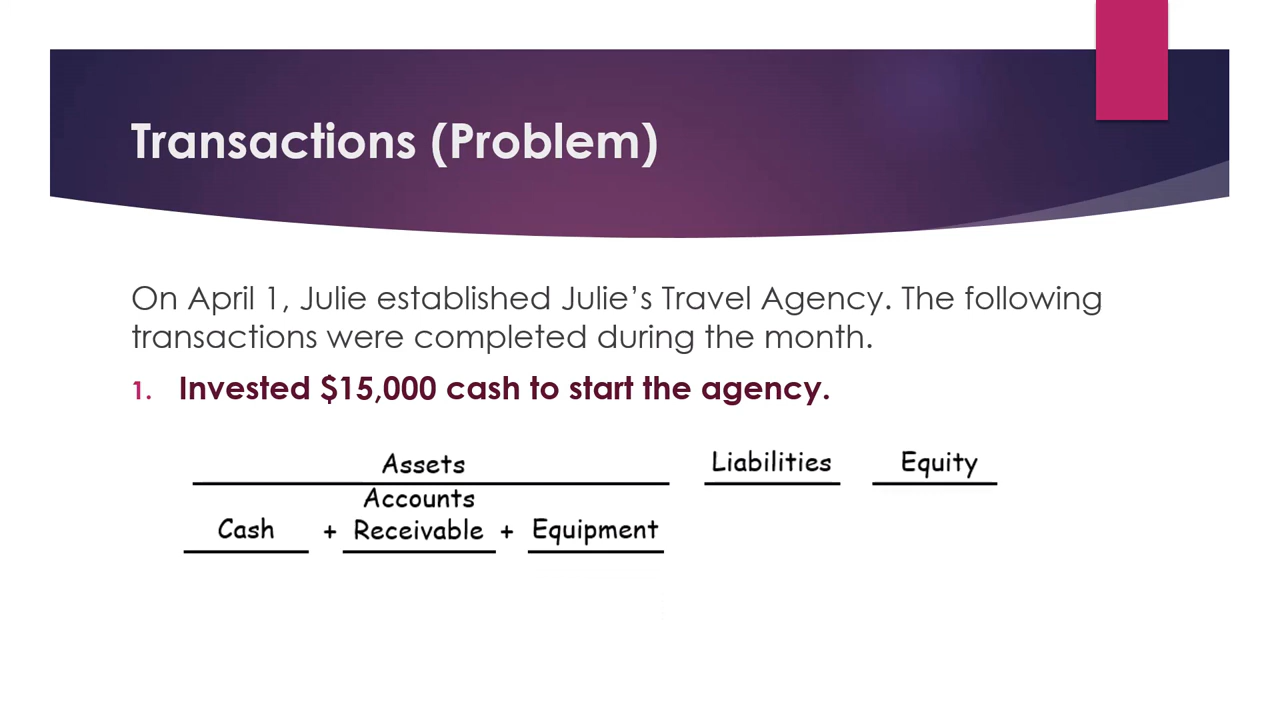 Transactions (Problem)
On April 1, Julie established Julie’s Travel Agency. The following
transactions were completed during the month.
1. Invested $15,000 cash to start the agency.
Assets Liabilities Equity
Accounts
Cash + Receivable + Equipment